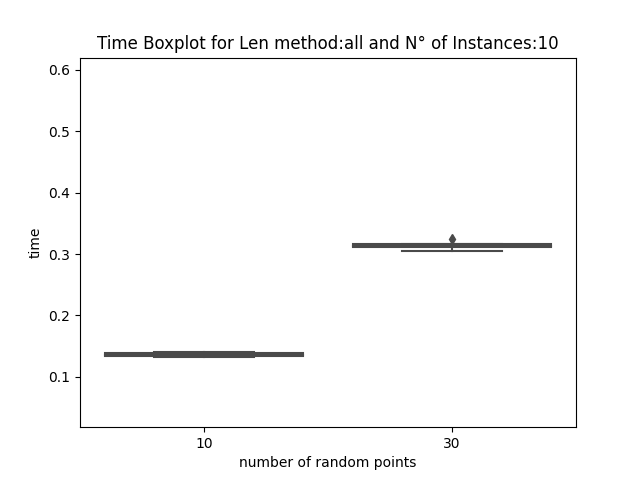 Time Boxplot for Len method:all and N° of Instances:10
0.6
0.5
0.4
0.3
0.2
0.1
time
10 30
number of random points